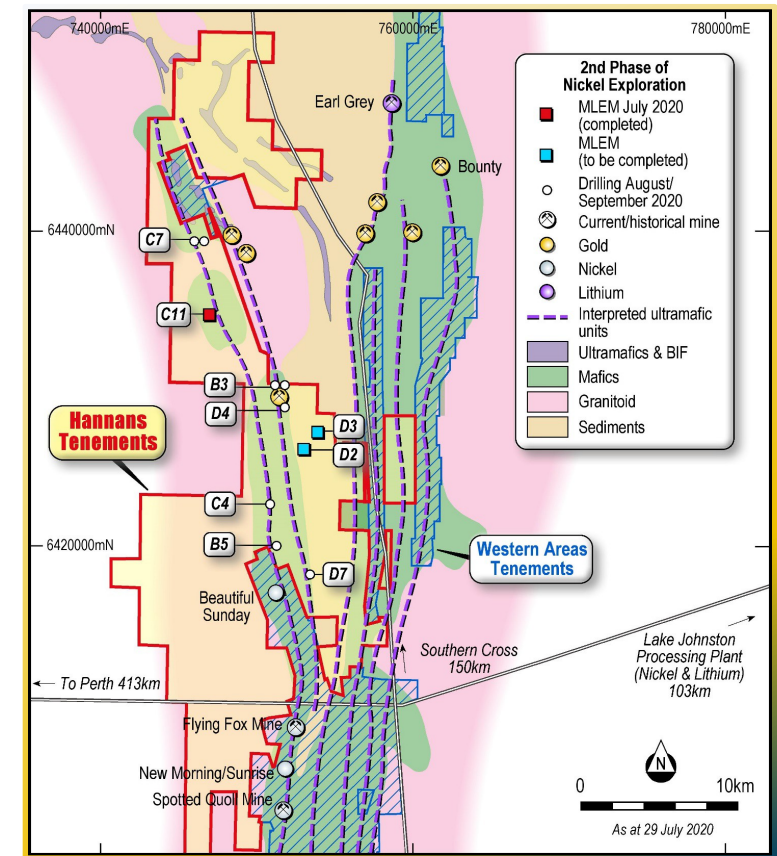 740000mE
760000mE
780000mE
2nd Phase of
Nickel Exploration
MLEM July 2020
(completed)
MLEM
(to be completed)
Drilling August/
September 2020
Current/historical mine
Gold
Nickel
Lithium
Interpreted ultramafic
units
Ultramafics & BIF
Mafics
Granitoid
Sediments
Earl Grey
Bounty
6440000mN
C7
C11
B3
D4
Hannans
Tenements
D3
D2
C4
6420000mN
B5
D7
Western Areas
Tenements
Beautiful
Sunday
Southern Cross
150km
Lake Johnston
Processing Plant
(Nickel & Lithium)
103km
To Perth 413km
Flying Fox Mine
New Morning/Sunrise
Spotted Quoll Mine
N
0
10km
As at 29 July 2020